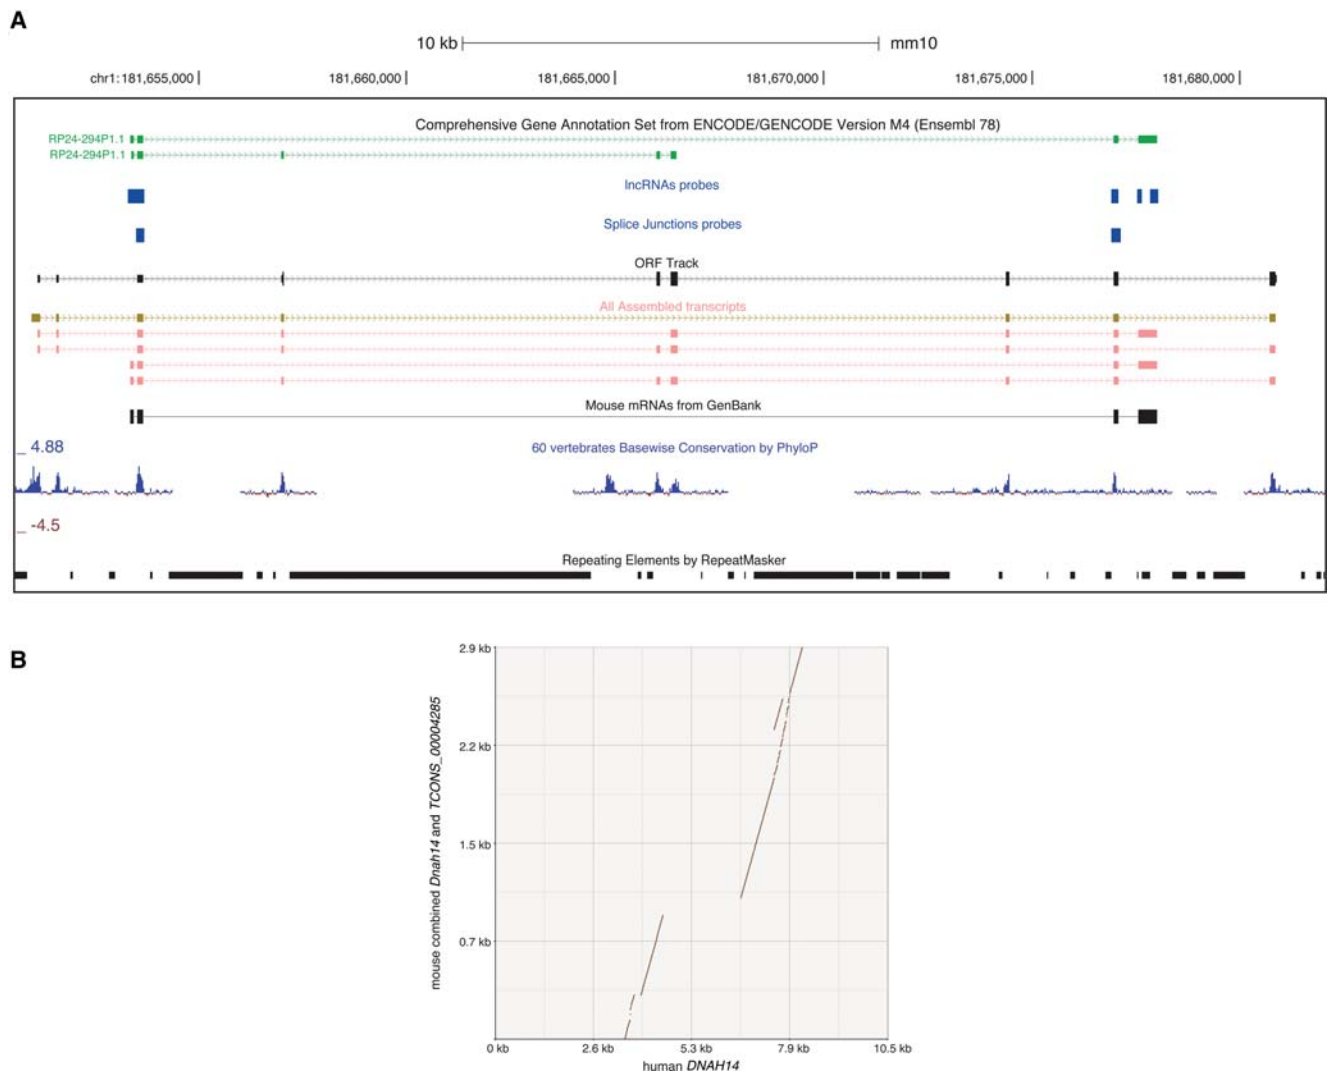 A
10 kb mm10
chr1: 181,655,000 181,660,000 181,665,000 181,670,000 181,675,000 181,680,000
Comprehensive Gene Annotation Set from ENCODE/GENCODE Version M4 (Ensembl 78)
RP24-294P1.1
RP24-294P1.1
lncRNAs probes
Splice Junctions probes
ORF Track
All Assembled transcripts
Mouse mRNAs from GenBank
4.88 60 vertebrates Basewise Conservation by PhyloP
-4.5
Repeating Elements by RepeatMasker
B
mouse combined Dnah14 and TCONS_00004285
2.9 kb
2.2 kb
1.5 kb
0.7 kb
0 kb 2.6 kb 5.3 kb 7.9 kb 10.5 kb
human DNAH14